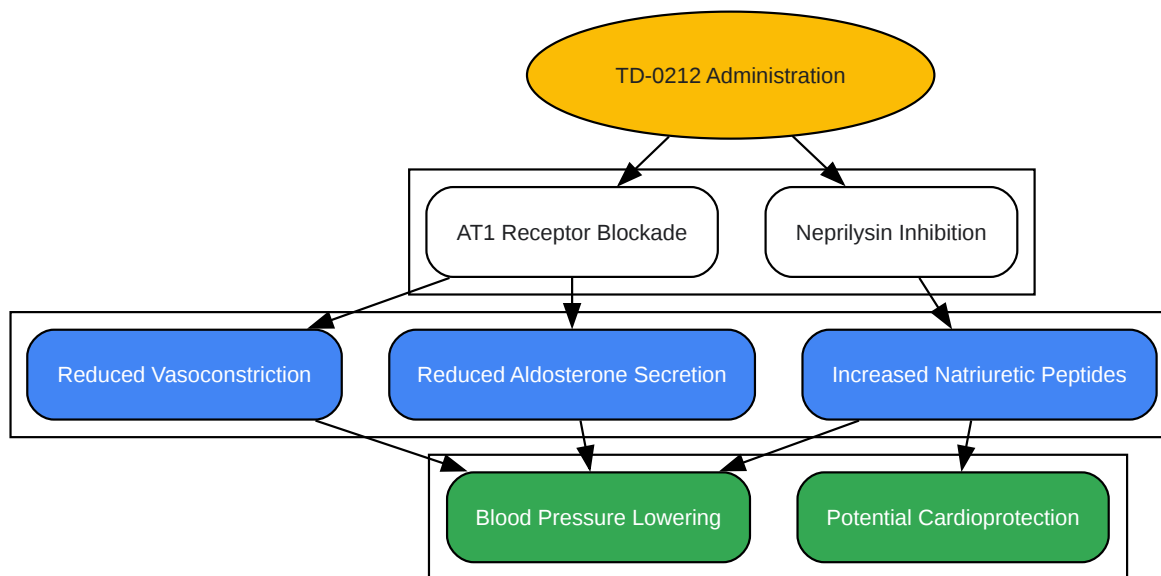 TD-0212 Administration
AT1 Receptor Blockade
Neprilysin Inhibition
Reduced Vasoconstriction
Reduced Aldosterone Secretion
Increased Natriuretic Peptides
Blood Pressure Lowering
Potential Cardioprotection